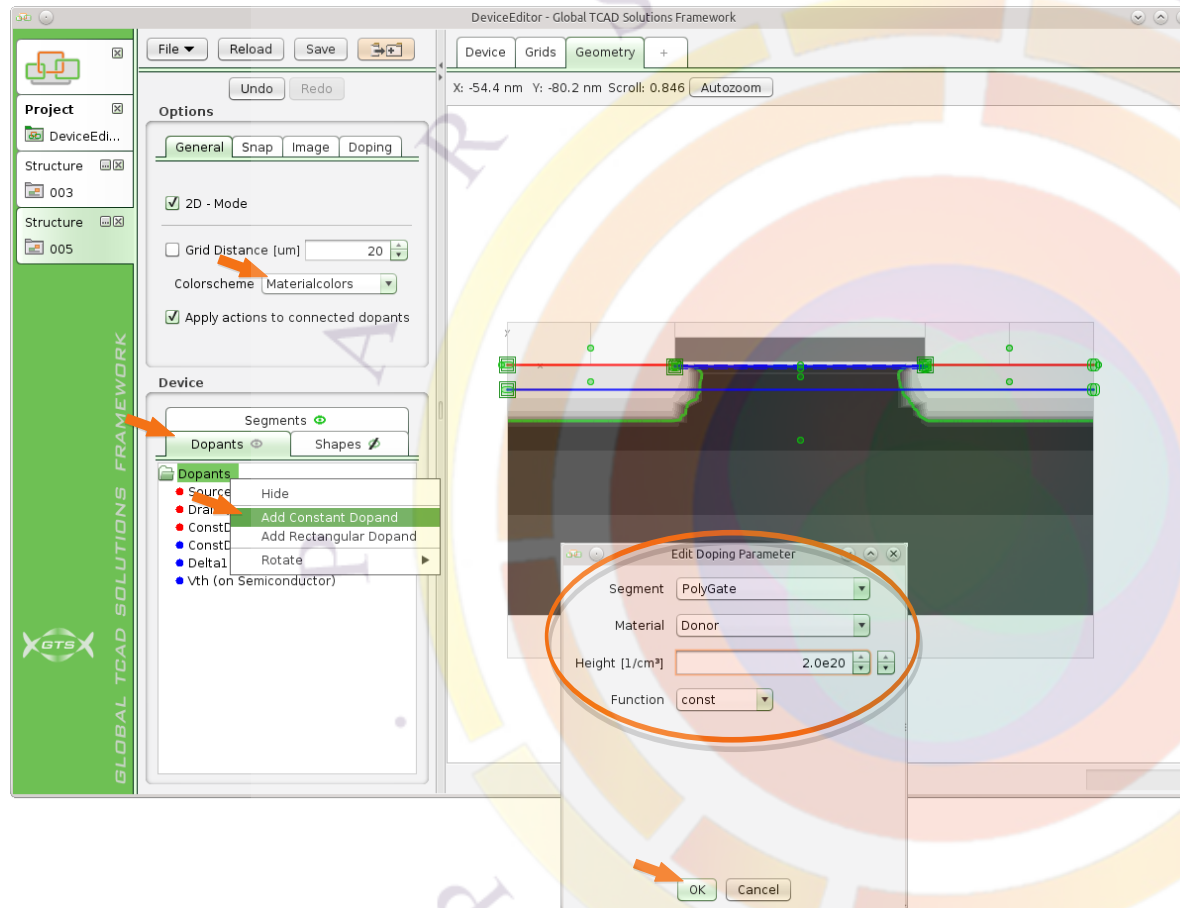 DeviceEditor - Global TCAD Solutions Framework
File
Reload
Save
Undo
Redo
Project
DeviceEdi...
Structure
003
Structure
005
GLOBAL TCAD SOLUTIONS FRAMEWORK
GTS
Options
General
Snap
Image
Doping
2D - Mode
Grid Distance [um]
20
Colorscheme
Materialcolors
Apply actions to connected dopants
Device
Segments
Dopants
Shapes
Dopants
Source
ConstD
ConstD
Delta1
Vth (on Semiconductor)
Hide
Add Constant Dopand
Add Rectangular Dopand
Rotate
Device
Grids
Geometry
+
X: -54.4 nm Y: -80.2 nm Scroll: 0.846
Autozoom
y
x
Edit Doping Parameter
Segment
PolyGate
Material
Donor
Height [1/cm³]
2.0e20
Function
const
OK
Cancel